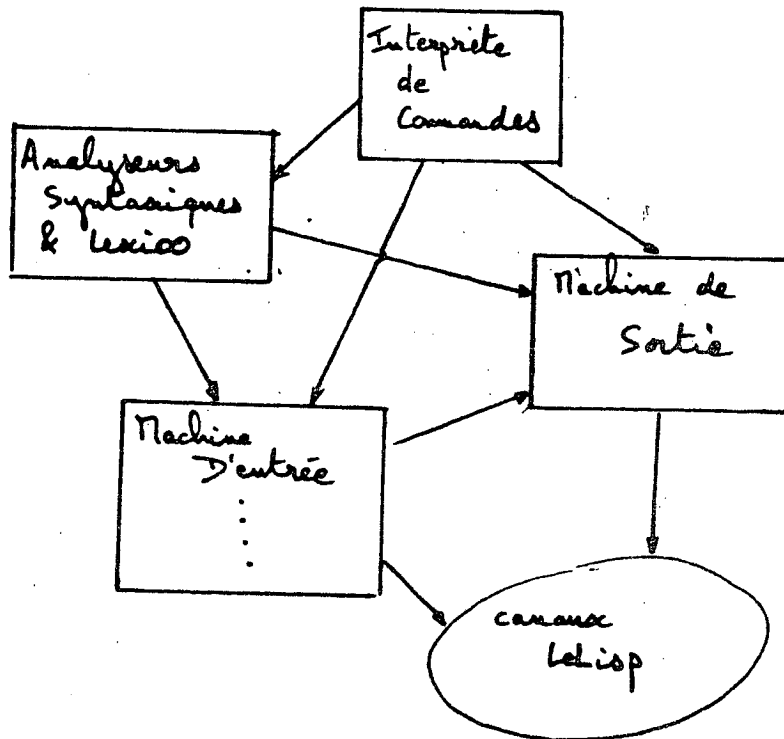 Interprète
de
Commandes
Analyseurs
Syntaxiques
& Lexico
Machine de
Sortie
Machine
D'entrée
canaux
LeLisp